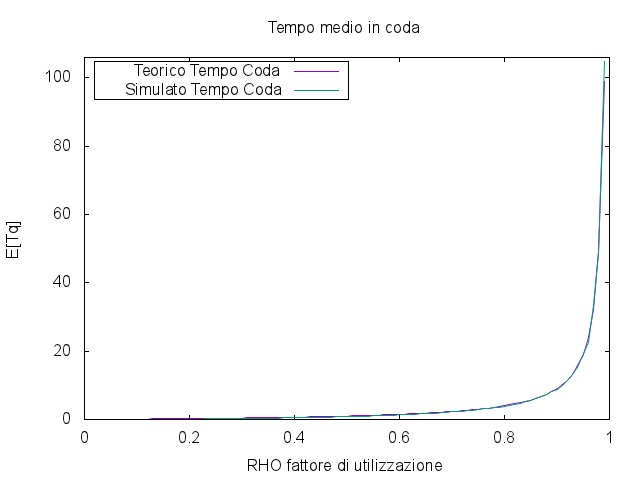 Tempo medio in coda
Teorico Tempo Coda
Simulato Tempo Coda
100
80
60
40
20
0
E[Tq]
0 0.2 0.4 0.6 0.8 1
RHO fattore di utilizzazione